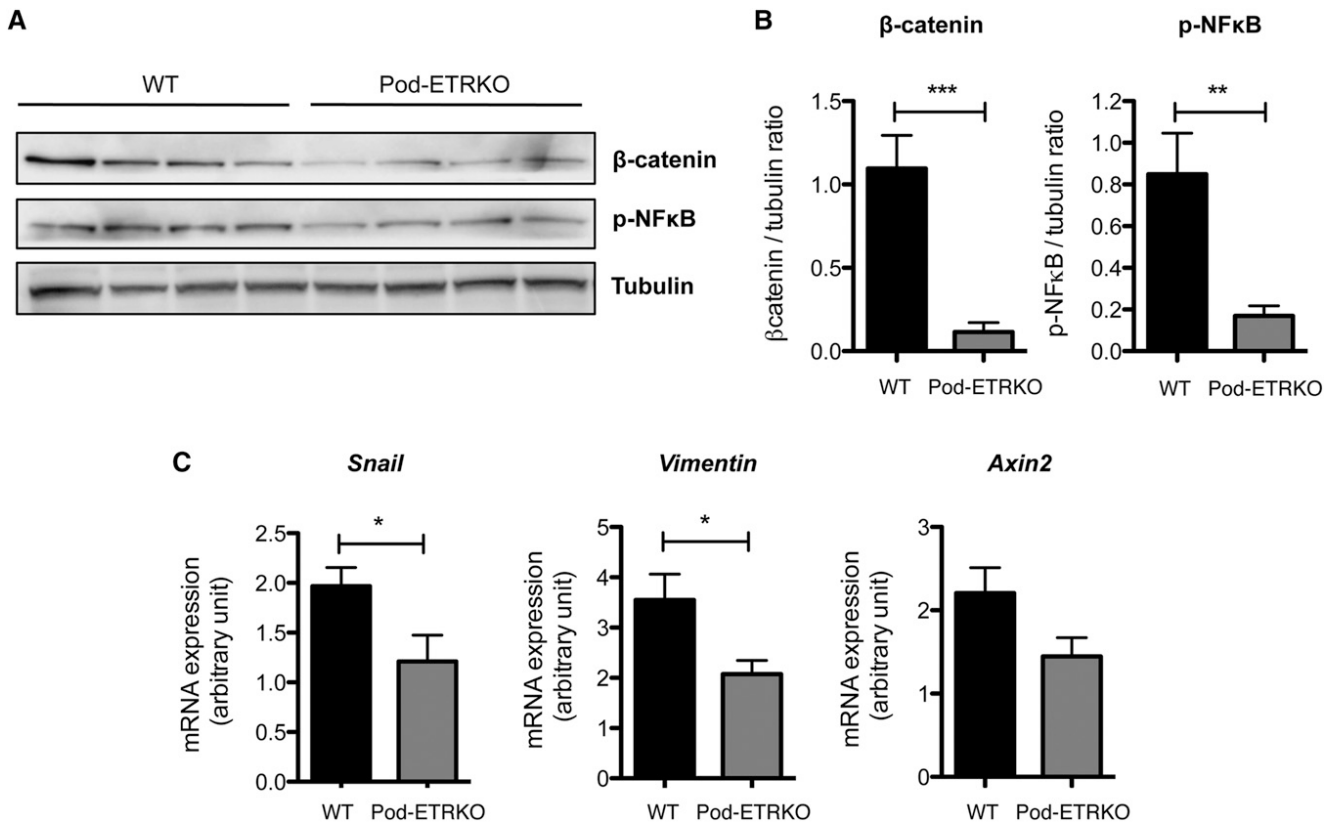 A
WT Pod-ETRKO
β-catenin
p-NFκB
Tubulin
B
β-catenin
βcatenin / tubulin ratio
1.5
1.0
0.5
0.0
***
WT Pod-ETRKO
p-NFκB
p-NFκB / tubulin ratio
1.2
1.0
0.8
0.6
0.4
0.2
0.0
**
WT Pod-ETRKO
C
Snail
mRNA expression
(arbitrary unit)
2.5
2.0
1.5
1.0
0.5
0.0
*
WT Pod-ETRKO
Vimentin
mRNA expression
(arbitrary unit)
5
4
3
2
1
0
*
WT Pod-ETRKO
Axin2
mRNA expression
(arbitrary unit)
3
2
1
0
WT Pod-ETRKO